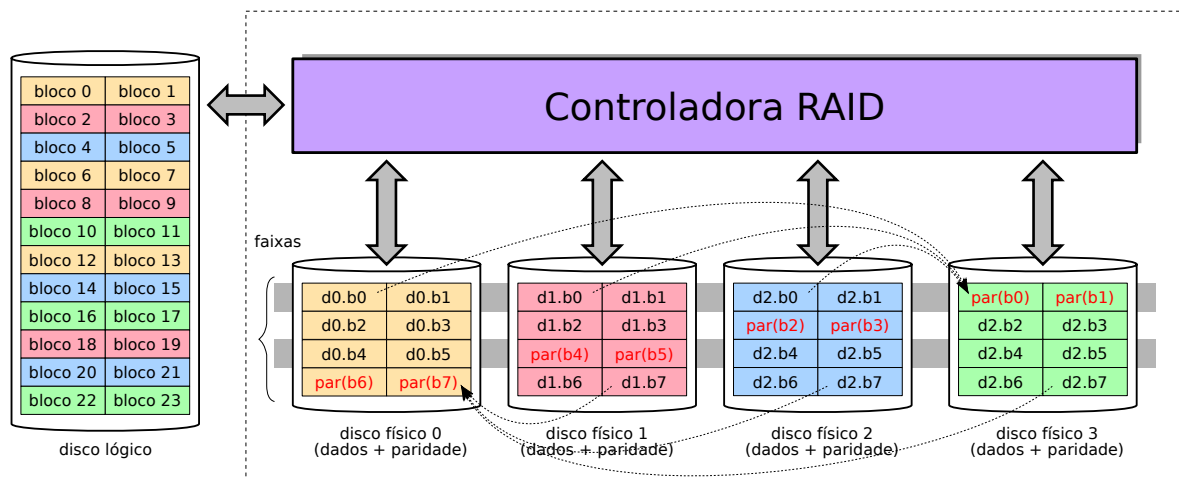 Controladora RAID
bloco 0 bloco 1
bloco 2 bloco 3
bloco 4 bloco 5
bloco 6 bloco 7
bloco 8 bloco 9
bloco 10 bloco 11
bloco 12 bloco 13
bloco 14 bloco 15
bloco 16 bloco 17
bloco 18 bloco 19
bloco 20 bloco 21
bloco 22 bloco 23
disco lógico
faixas
d0.b0 d0.b1
d0.b2 d0.b3
d0.b4 d0.b5
par(b6) par(b7)
disco físico 0
(dados + paridade)
d1.b0 d1.b1
d1.b2 d1.b3
par(b4) par(b5)
d1.b6 d1.b7
disco físico 1
(dados + paridade)
d2.b0 d2.b1
par(b2) par(b3)
d2.b4 d2.b5
d2.b6 d2.b7
disco físico 2
(dados + paridade)
par(b0) par(b1)
d2.b2 d2.b3
d2.b4 d2.b5
d2.b6 d2.b7
disco físico 3
(dados + paridade)